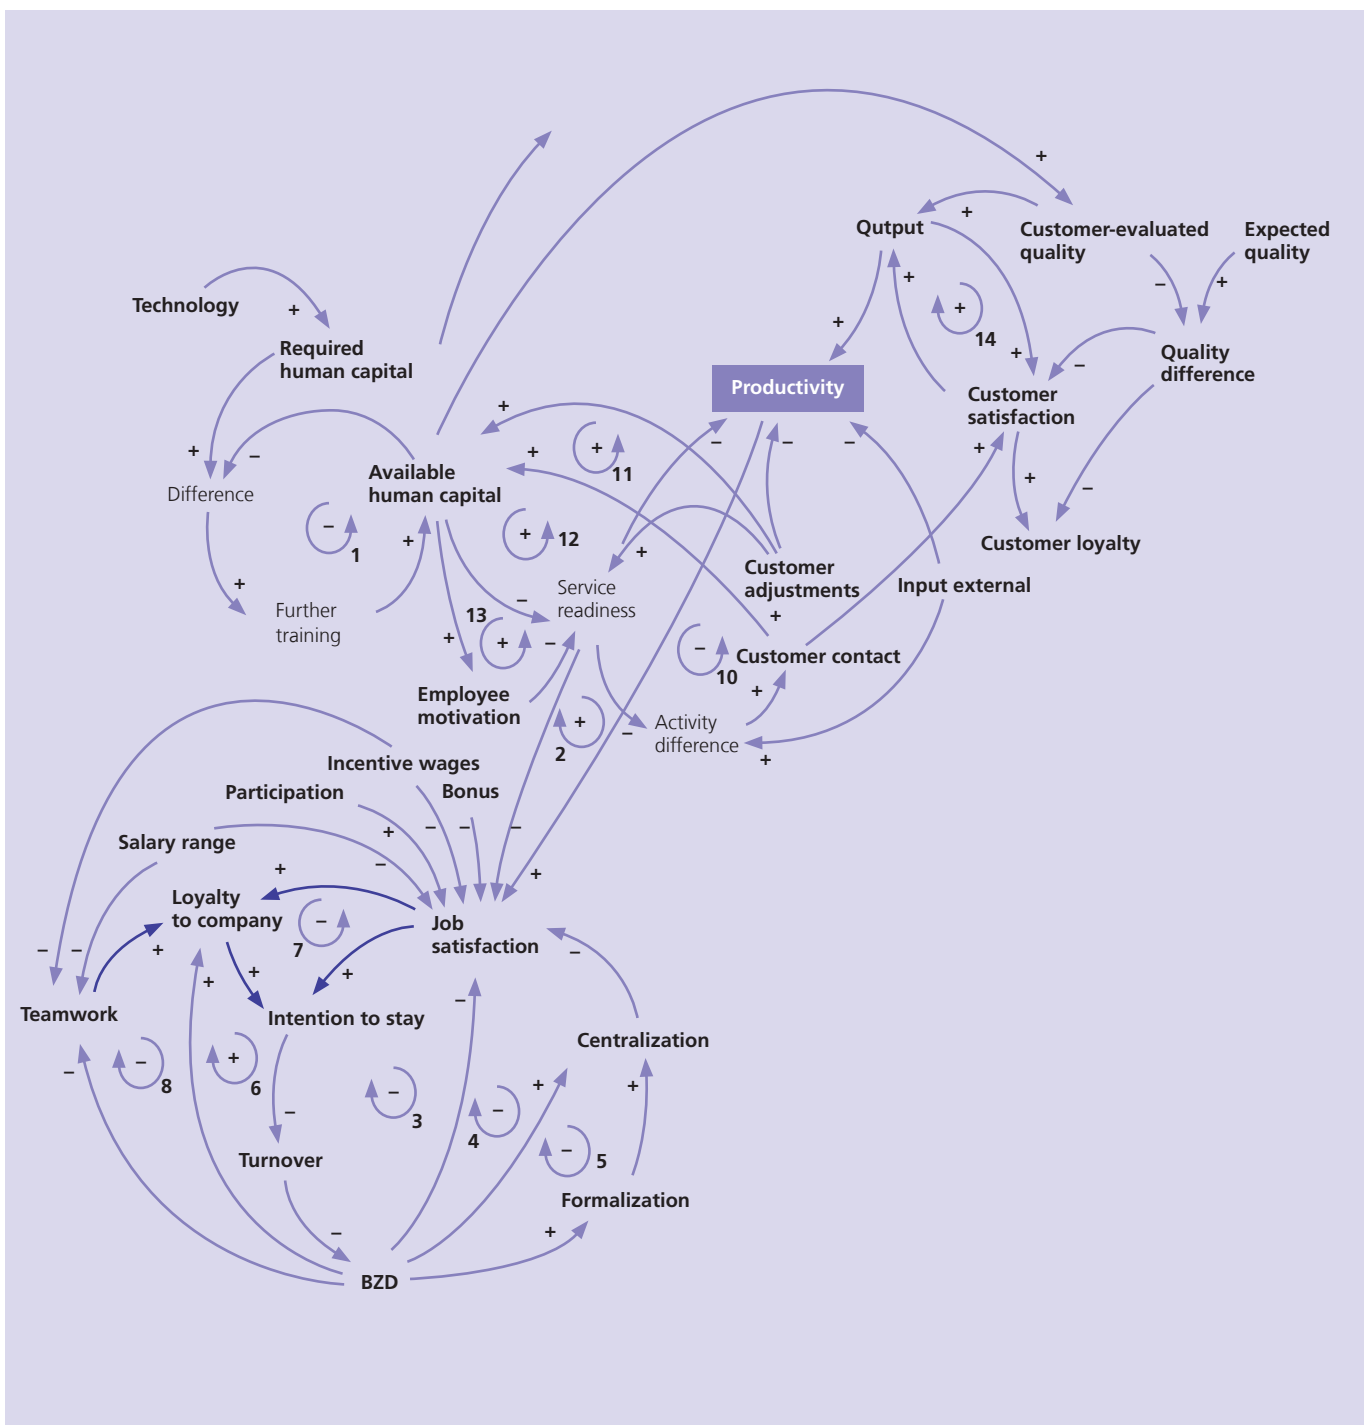 +
+
Qutput
Customer-evaluated
quality
Expected
quality
+
–
+
Technology
+
+
14
+
+
Required
human capital
+
–
Quality
difference
Productivity
Customer
satisfaction
+
+
–
Available
human capital
+
+
11
–
–
–
+
+
–
Difference
–
1
+
+
12
+
Customer loyalty
Customer
adjustments
Input external
+
Further
training
Service
readiness
–
13
+
+
–
+
–
10
Customer contact
+
Employee
motivation
+
2
–
Activity
difference
+
Incentive wages
Participation
Bonus
Salary range
+
–
–
–
–
+
+
Loyalty
to company
–
7
Job
satisfaction
–
–
+
+
+
+
–
–
Teamwork
Intention to stay
Centralization
–
–
8
+
6
–
3
–
4
+
+
–
–
5
Turnover
Formalization
–
+
BZD